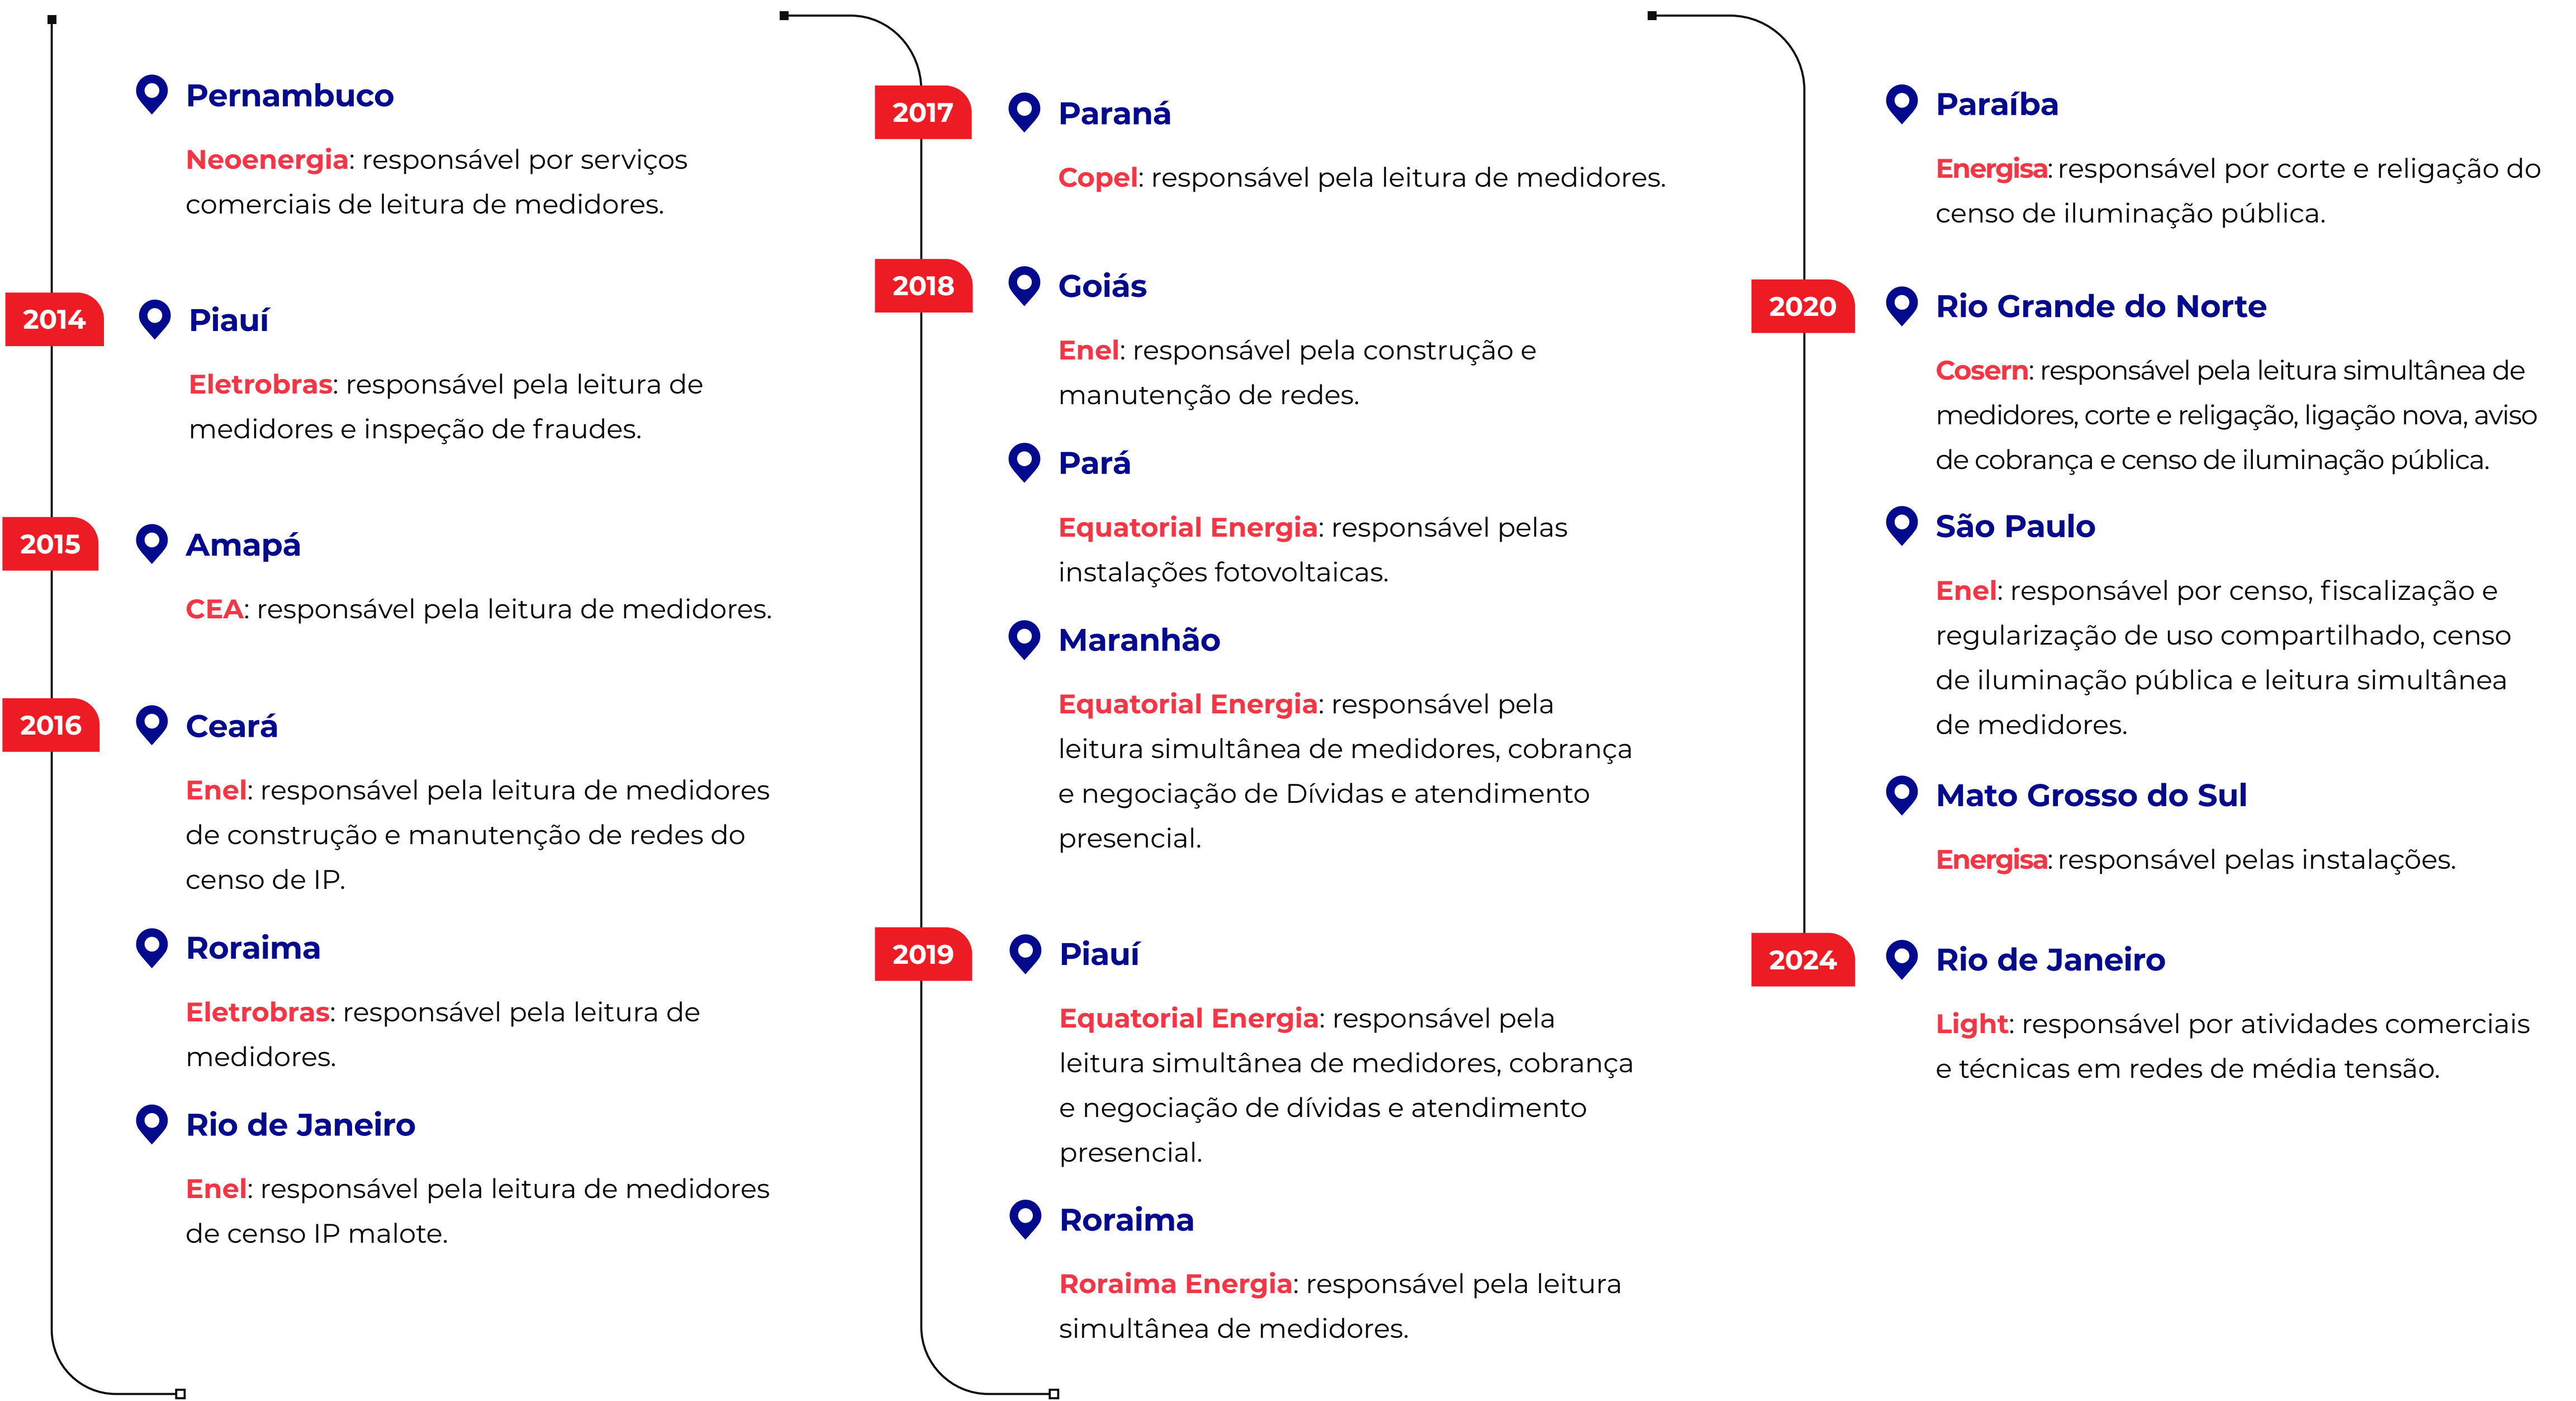 Pernambuco
Neoenergia: responsável por serviços
comerciais de leitura de medidores.
2014
Piauí
Eletrobras: responsável pela leitura de
medidores e inspeção de fraudes.
2015
Amapá
CEA: responsável pela leitura de medidores.
2016
Ceará
Enel: responsável pela leitura de medidores
de construção e manutenção de redes do
censo de IP.
Roraima
Eletrobras: responsável pela leitura de
medidores.
Rio de Janeiro
Enel: responsável pela leitura de medidores
de censo IP malote.
2017
Paraná
Copel: responsável pela leitura de medidores.
2018
Goiás
Enel: responsável pela construção e
manutenção de redes.
Pará
Equatorial Energia: responsável pelas
instalações fotovoltaicas.
Maranhão
Equatorial Energia: responsável pela
leitura simultânea de medidores, cobrança
e negociação de Dívidas e atendimento
presencial.
2019
Piauí
Equatorial Energia: responsável pela
leitura simultânea de medidores, cobrança
e negociação de dívidas e atendimento
presencial.
Roraima
Roraima Energia: responsável pela leitura
simultânea de medidores.
Paraíba
Energisa: responsável por corte e religação do
censo de iluminação pública.
2020
Rio Grande do Norte
Cosern: responsável pela leitura simultânea de
medidores, corte e religação, ligação nova, aviso
de cobrança e censo de iluminação pública.
São Paulo
Enel: responsável por censo, fiscalização e
regularização de uso compartilhado, censo
de iluminação pública e leitura simultânea
de medidores.
Mato Grosso do Sul
Energisa: responsável pelas instalações.
2024
Rio de Janeiro
Light: responsável por atividades comerciais
e técnicas em redes de média tensão.